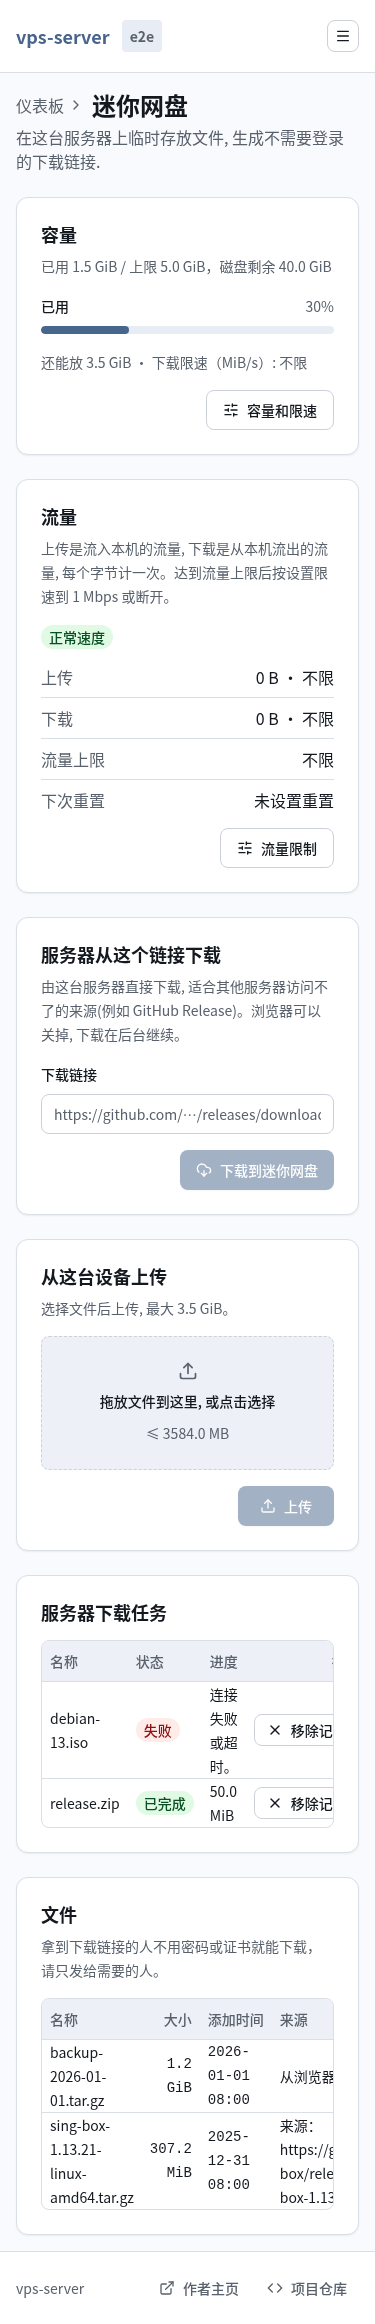 vps-server e2e
仪表板 迷你网盘
在这台服务器上临时存放文件, 生成不需要登录
的下载链接.
容量
已用 1.5 GiB / 上限 5.0 GiB，磁盘剩余 40.0 GiB
已用 30%
还能放 3.5 GiB · 下载限速（MiB/s）: 不限
容量和限速
流量
上传是流入本机的流量, 下载是从本机流出的流
量, 每个字节计一次。达到流量上限后按设置限
速到 1 Mbps 或断开。
正常速度
上传 0 B · 不限
下载 0 B · 不限
流量上限 不限
下次重置 未设置重置
流量限制
服务器从这个链接下载
由这台服务器直接下载, 适合其他服务器访问不
了的来源(例如 GitHub Release)。浏览器可以
关掉, 下载在后台继续。
下载链接
https://github.com/…/releases/download
下载到迷你网盘
从这台设备上传
选择文件后上传, 最大 3.5 GiB。
拖放文件到这里, 或点击选择
≤ 3584.0 MB
上传
服务器下载任务
名称 状态 进度
debian-
13.iso
失败
连接
失败
或超
时。
移除记
release.zip
已完成
50.0
MiB
移除记
文件
拿到下载链接的人不用密码或证书就能下载，
请只发给需要的人。
名称 大小 添加时间 来源
backup-
2026-01-
01.tar.gz
1.2
GiB
2026-
01-01
08:00
从浏览器
sing-box-
1.13.21-
linux-
amd64.tar.gz
307.2
MiB
2025-
12-31
08:00
来源：
https://g
box/rele
box-1.13
vps-server 作者主页 项目仓库